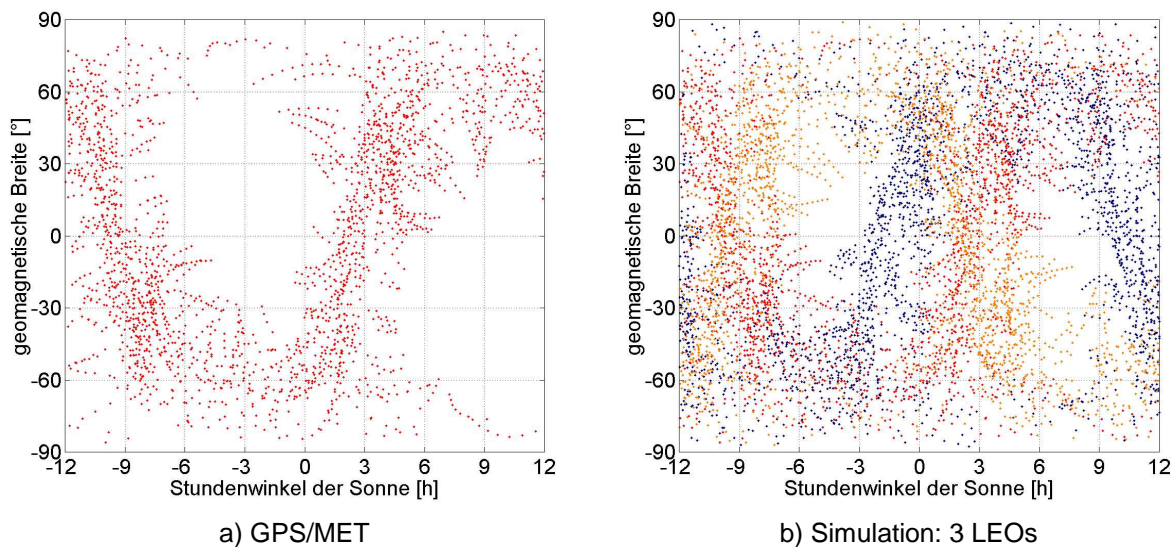 90
60
30
0
-30
-60
-90
geomagnetische Breite [°]
-12 -9 -6 -3 0 3 6 9 12
Stundenwinkel der Sonne [h]
a) GPS/MET
90
60
30
0
-30
-60
-90
geomagnetische Breite [°]
-12 -9 -6 -3 0 3 6 9 12
Stundenwinkel der Sonne [h]
b) Simulation: 3 LEOs